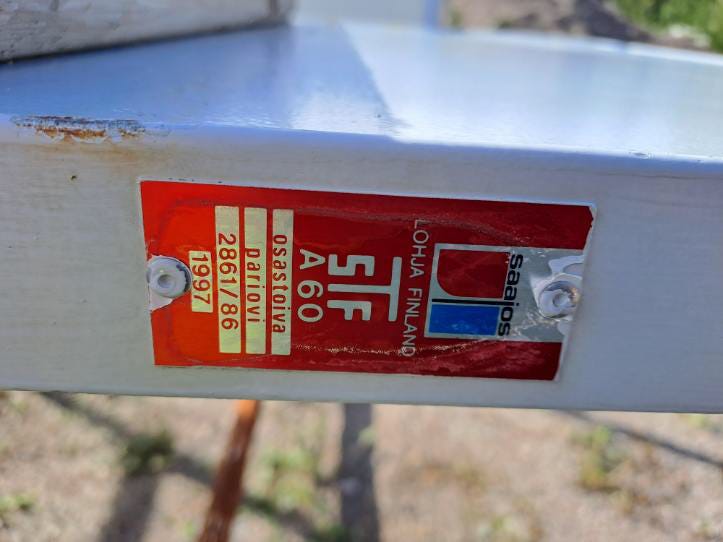 saajos
LOHJA FINLAND
STF
A 60
osastoiva
pariovi
2861/86
1997